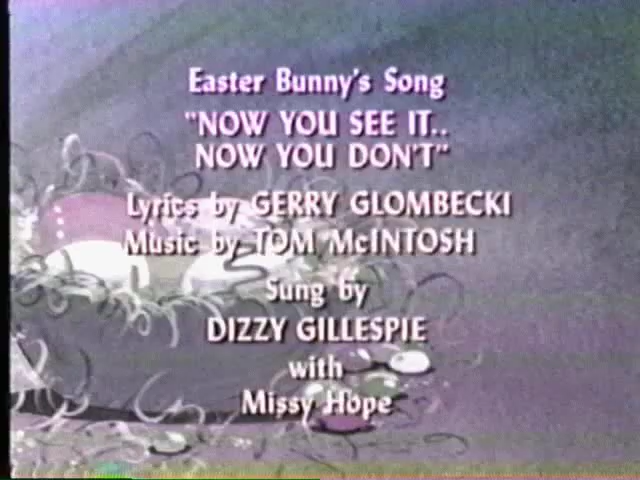 Easter Bunny's Song
"NOW YOU SEE IT..
NOW YOU DON'T"
Lyrics by GERRY GLOMBECKI
Music by TOM McINTOSH
Sung by
DIZZY GILLESPIE
with
Missy Hope